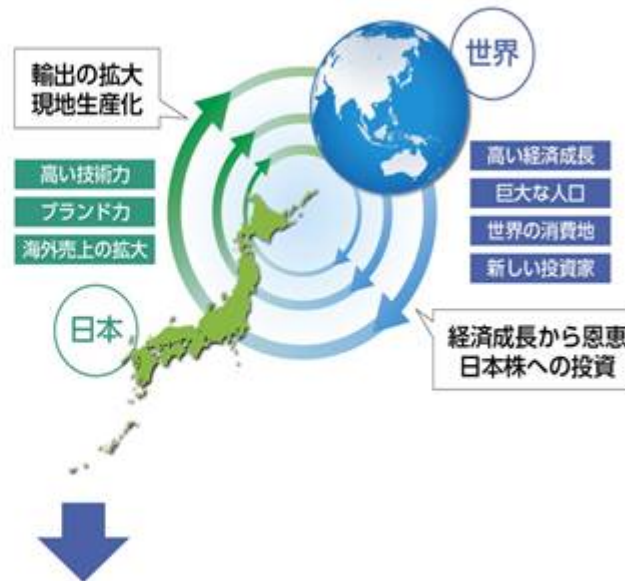 世界
輸出の拡大
現地生産化
高い技術力
ブランド力
海外売上の拡大
高い経済成長
巨大な人口
世界の消費地
新しい投資家
日本
経済成長から恩恵
日本株への投資